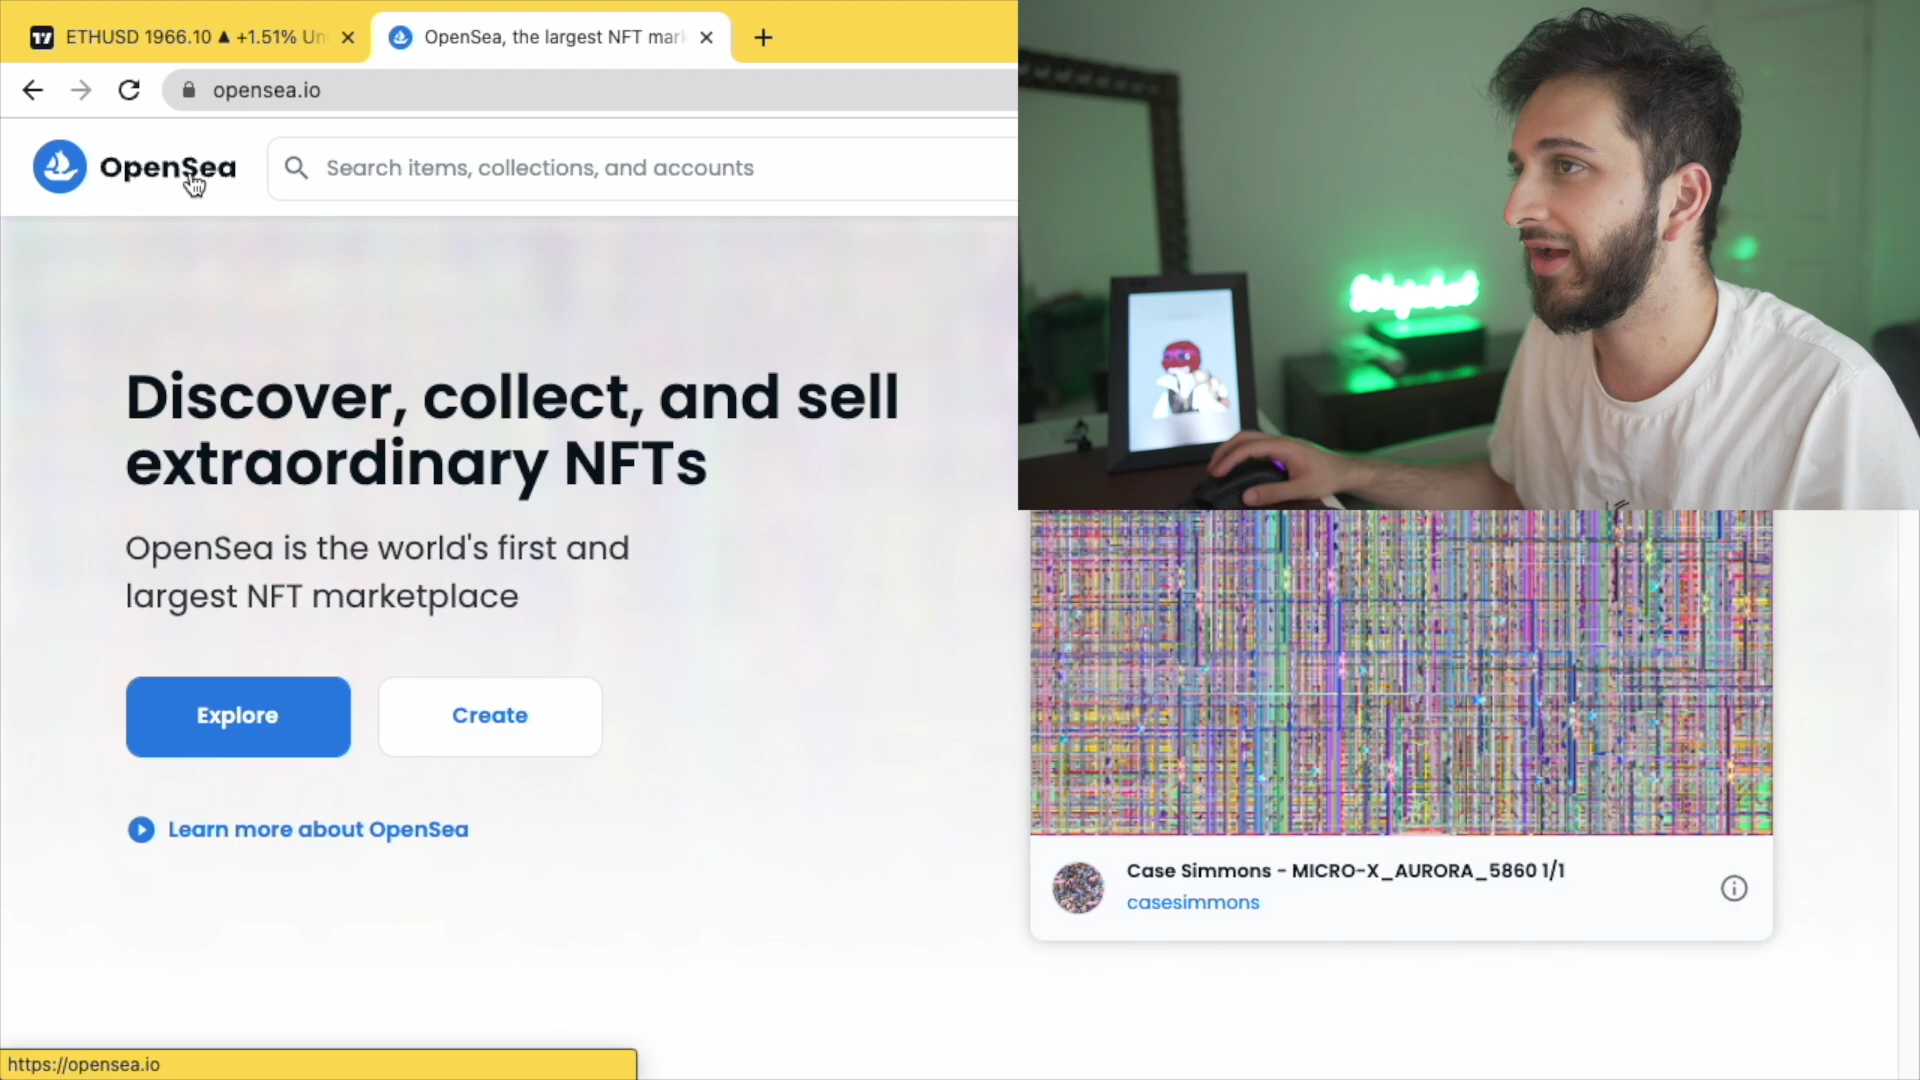 ETHUSD 1966.10 ▲ +1.51% Un
OpenSea, the largest NFT mark
opensea.io
OpenSea
Search items, collections, and accounts
Discover, collect, and sell
extraordinary NFTs
OpenSea is the world's first and
largest NFT marketplace
Explore
Create
Learn more about OpenSea
Case Simmons - MICRO-X_AURORA_5860 1/1
casesimmons
https://opensea.io